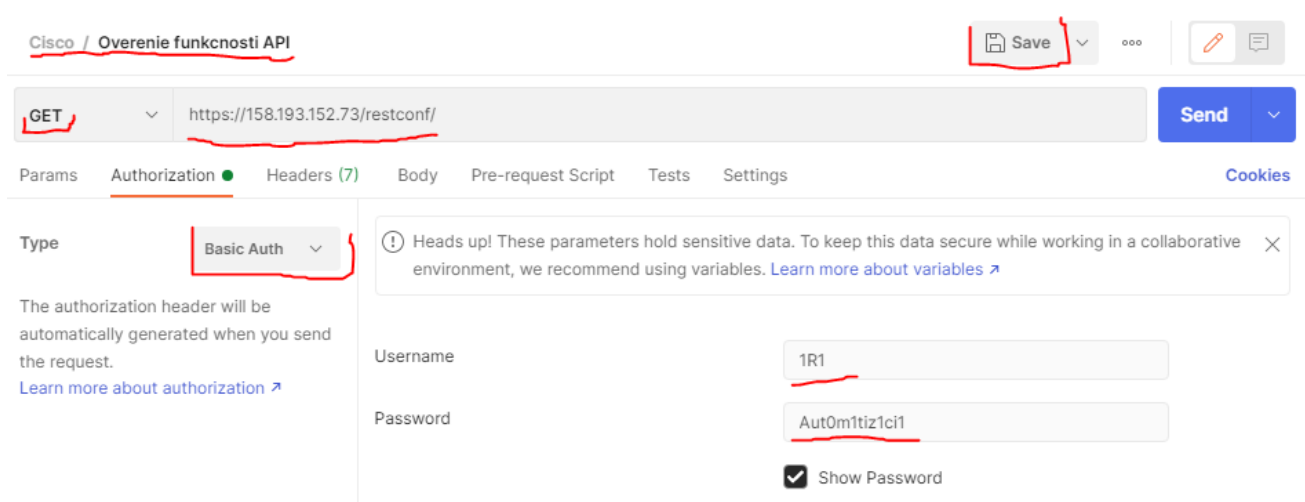 Cisco / Overenie funkcnosti API
Save
GET
https://158.193.152.73/restconf/
Send
Params Authorization Headers (7) Body Pre-request Script Tests Settings Cookies
Type
Basic Auth
Heads up! These parameters hold sensitive data. To keep this data secure while working in a collaborative
environment, we recommend using variables. Learn more about variables ↗
The authorization header will be
automatically generated when you send
the request.
Learn more about authorization ↗
Username
1R1
Password
Aut0m1tiz1ci1
Show Password